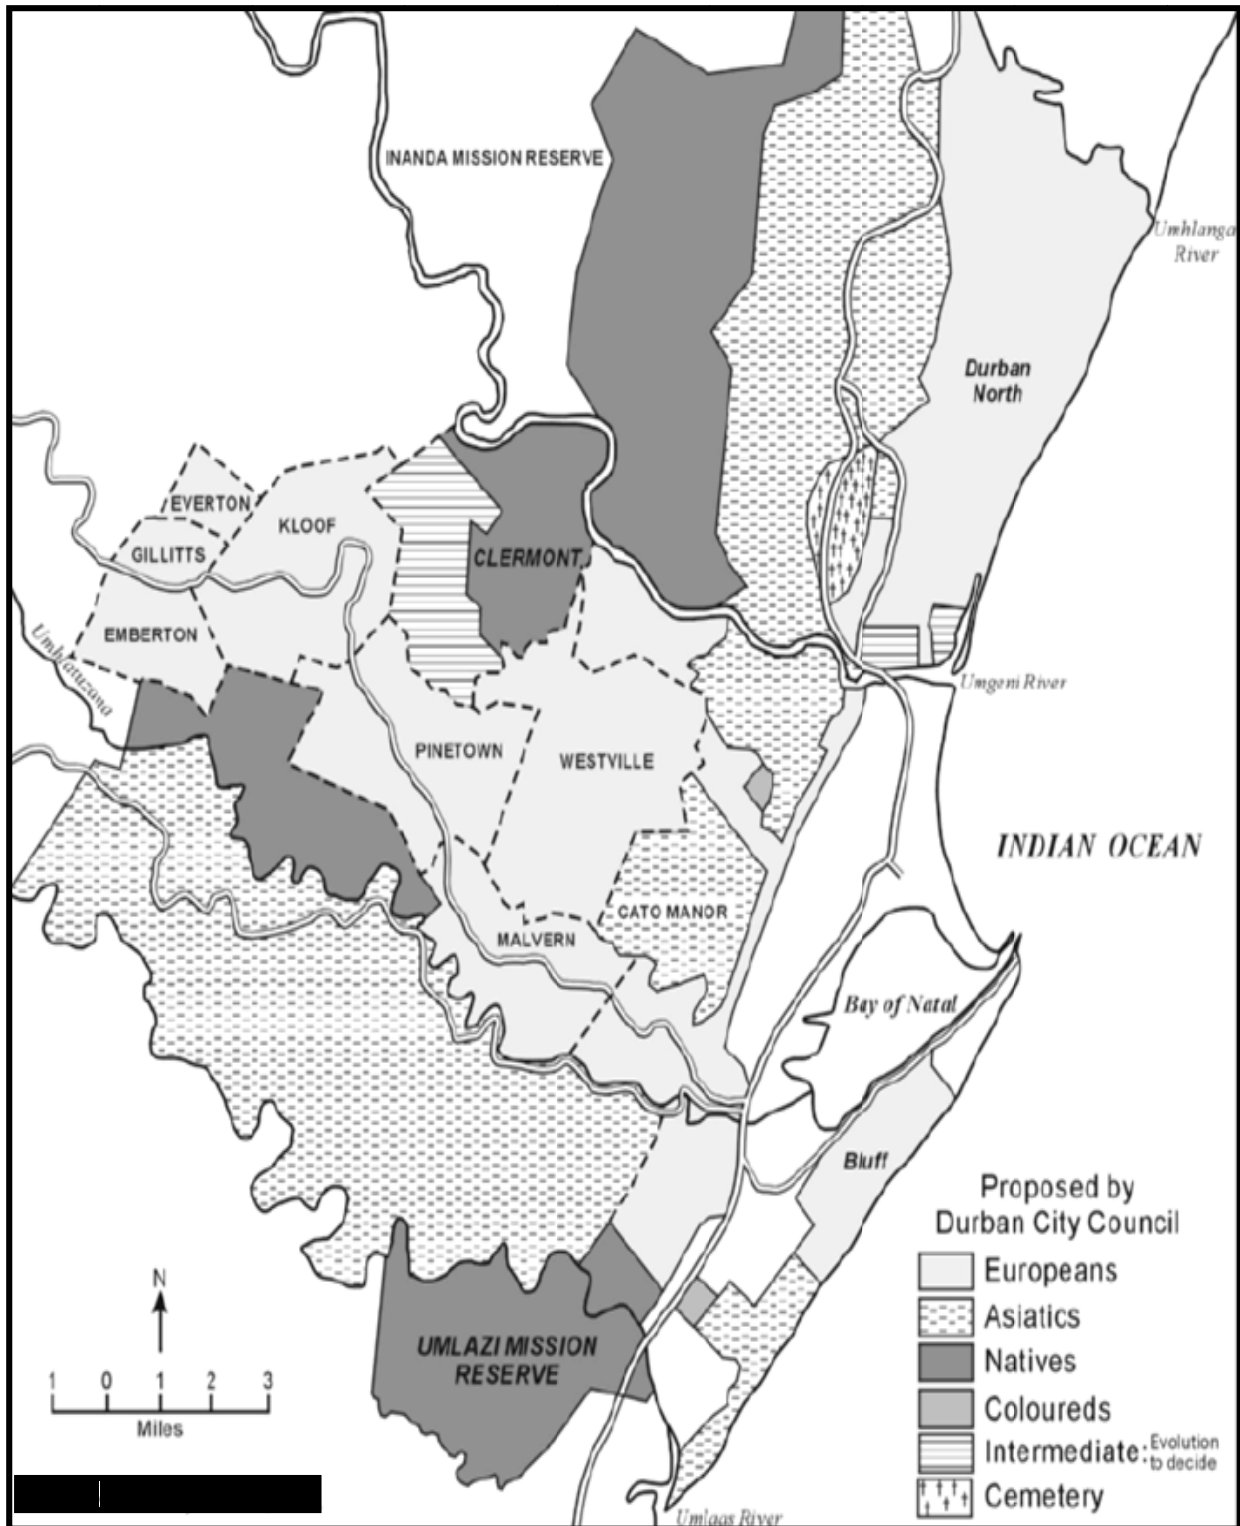 INANDA MISSION RESERVE
Umhlanga
River
Durban
North
EVERTON
KLOOF
GILLITTS
CLERMONT
EMBERTON
Umhlatuzana
Umgeni River
PINETOWN
WESTVILLE
INDIAN OCEAN
CATO MANOR
MALVERN
Bay of Natal
Bluff
Proposed by
Durban City Council
Europeans
Asiatics
Natives
Coloureds
Intermediate: Evolution
to decide
Cemetery
N
UMLAZI MISSION
RESERVE
1 0 1 2 3
Miles
Umlaas River